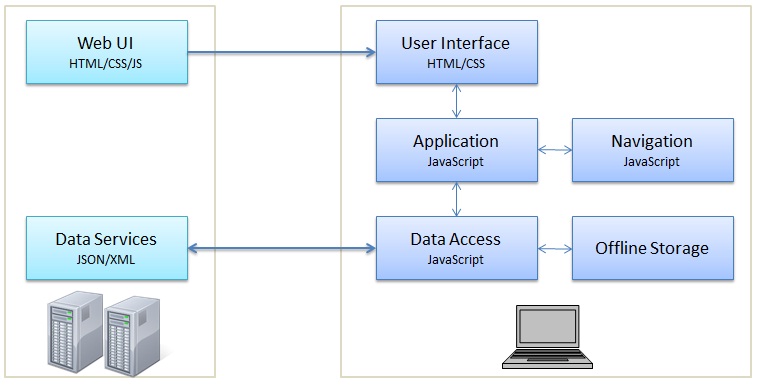 Web UI
HTML/CSS/JS
User Interface
HTML/CSS
Application
JavaScript
Navigation
JavaScript
Data Services
JSON/XML
Data Access
JavaScript
Offline Storage